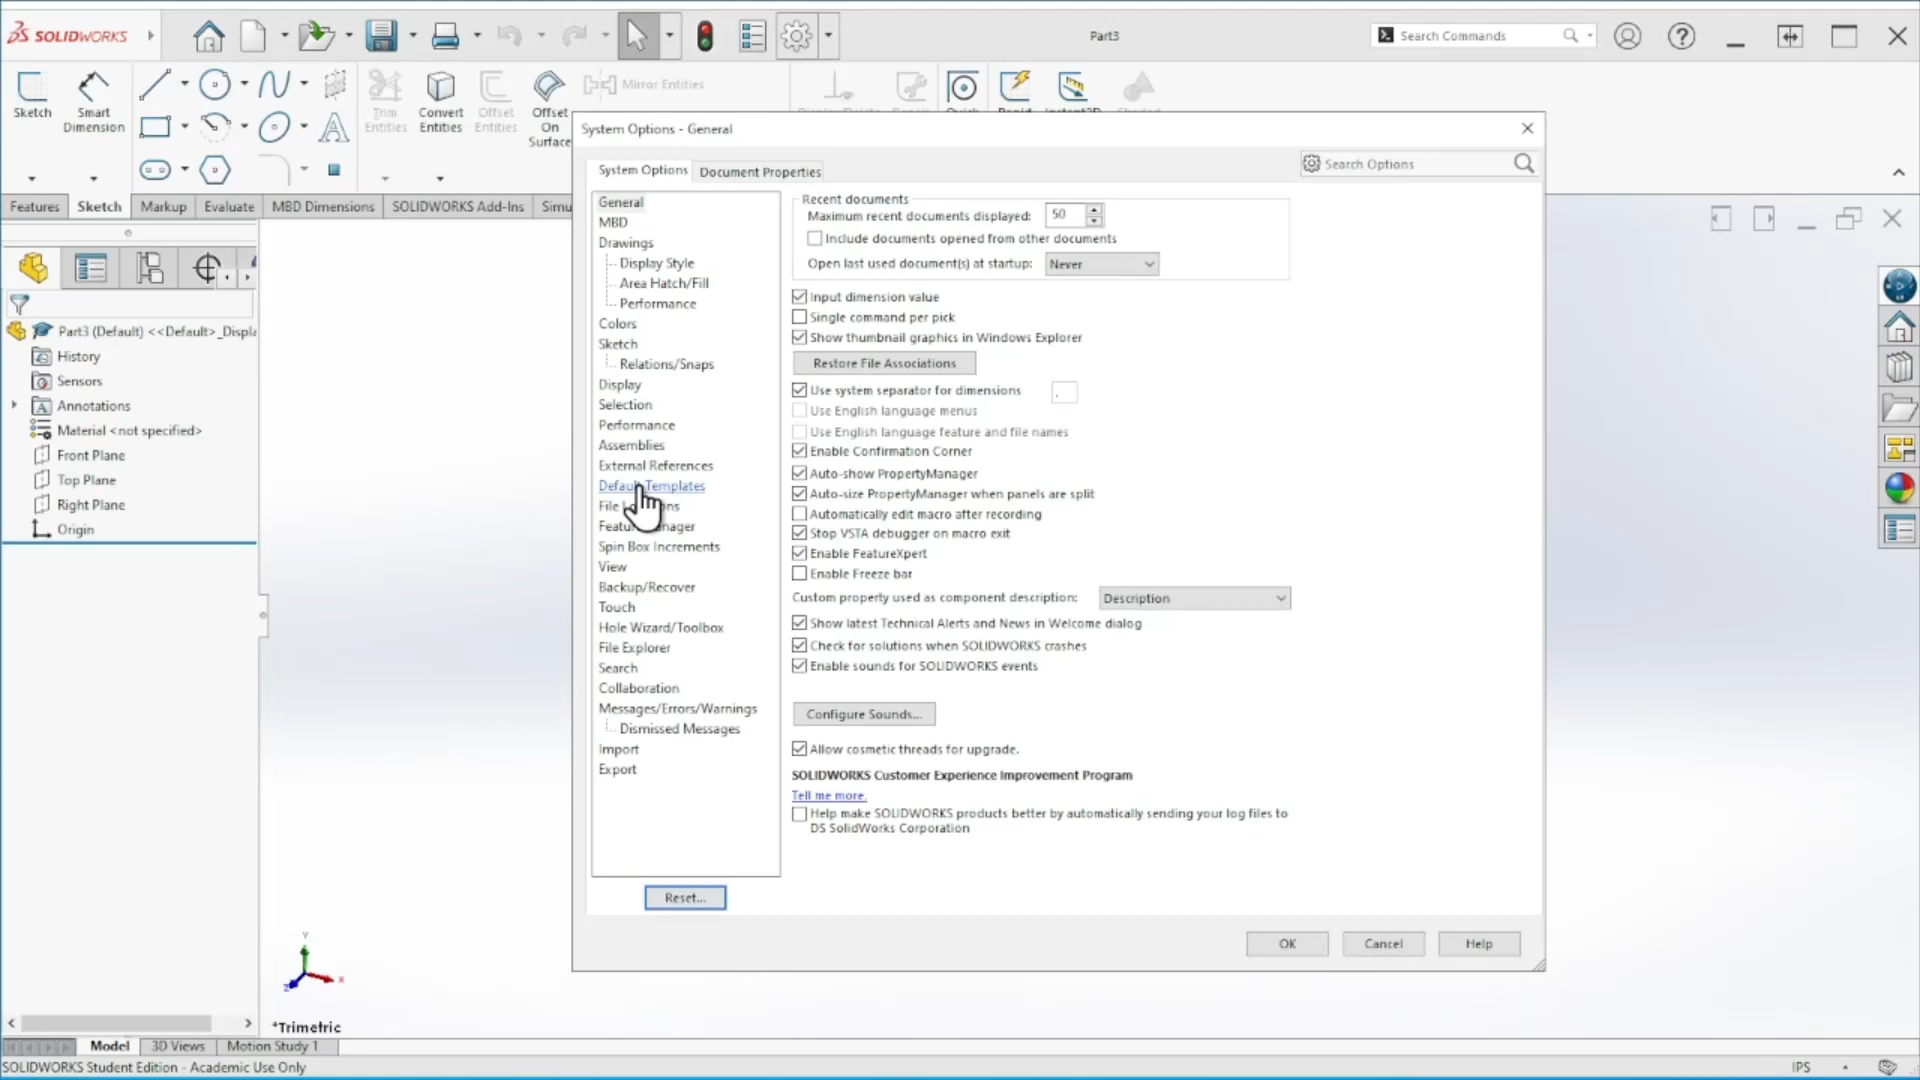 SOLIDWORKS
Part3
Search Commands
Sketch
Smart Dimension
Trim Entities
Convert Entities
Offset Entities
Offset On Surface
Mirror Entities
Features
Sketch
Markup
Evaluate
MBD Dimensions
SOLIDWORKS Add-Ins
Simu
Part3 (Default) <<Default>_Displa
History
Sensors
Annotations
Material <not specified>
Front Plane
Top Plane
Right Plane
Origin
System Options - General
System Options
Document Properties
Search Options
General
MBD
Drawings
Display Style
Area Hatch/Fill
Performance
Colors
Sketch
Relations/Snaps
Display
Selection
Performance
Assemblies
External References
Default Templates
File
Spin Box Increments
View
Backup/Recover
Touch
Hole Wizard/Toolbox
File Explorer
Search
Collaboration
Messages/Errors/Warnings
Dismissed Messages
Import
Export
Reset...
Recent documents
Maximum recent documents displayed: 50
Include documents opened from other documents
Open last used document(s) at startup: Never
Input dimension value
Single command per pick
Show thumbnail graphics in Windows Explorer
Restore File Associations
Use system separator for dimensions .
Use English language menus
Use English language feature and file names
Enable Confirmation Corner
Auto-show PropertyManager
Auto-size PropertyManager when panels are split
Automatically edit macro after recording
Stop VSTA debugger on macro exit
Enable FeatureXpert
Enable Freeze bar
Custom property used as component description: Description
Show latest Technical Alerts and News in Welcome dialog
Check for solutions when SOLIDWORKS crashes
Enable sounds for SOLIDWORKS events
Configure Sounds...
Allow cosmetic threads for upgrade.
SOLIDWORKS Customer Experience Improvement Program
Tell me more.
Help make SOLIDWORKS products better by automatically sending your log files to
DS SolidWorks Corporation
OK
Cancel
Help
Y
X
Z
*Trimetric
Model
3D Views
Motion Study 1
SOLIDWORKS Student Edition - Academic Use Only
IPS